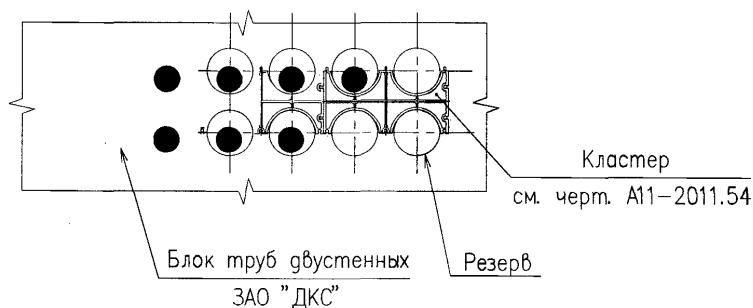 Кластер
см. черт. А11-2011.54
Блок труб двустенных
ЗАО "ДКС"
Резерв